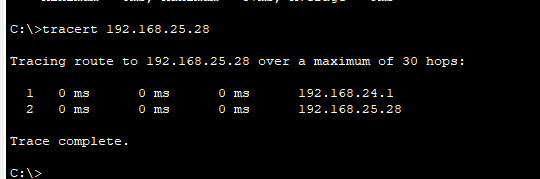 C:\>tracert 192.168.25.28
Tracing route to 192.168.25.28 over a maximum of 30 hops:
1 0 ms 0 ms 0 ms 192.168.24.1
2 0 ms 0 ms 0 ms 192.168.25.28
Trace complete.
C:\>